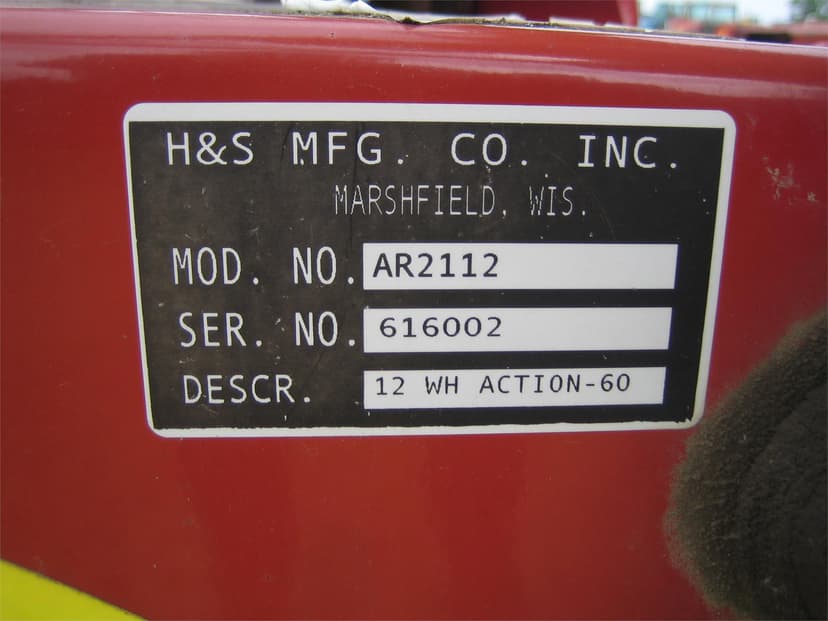 H&S MFG. CO. INC.
MARSHFIELD, WIS.
MOD. NO. AR2112
SER. NO. 616002
DESCR. 12 WH ACTION-60